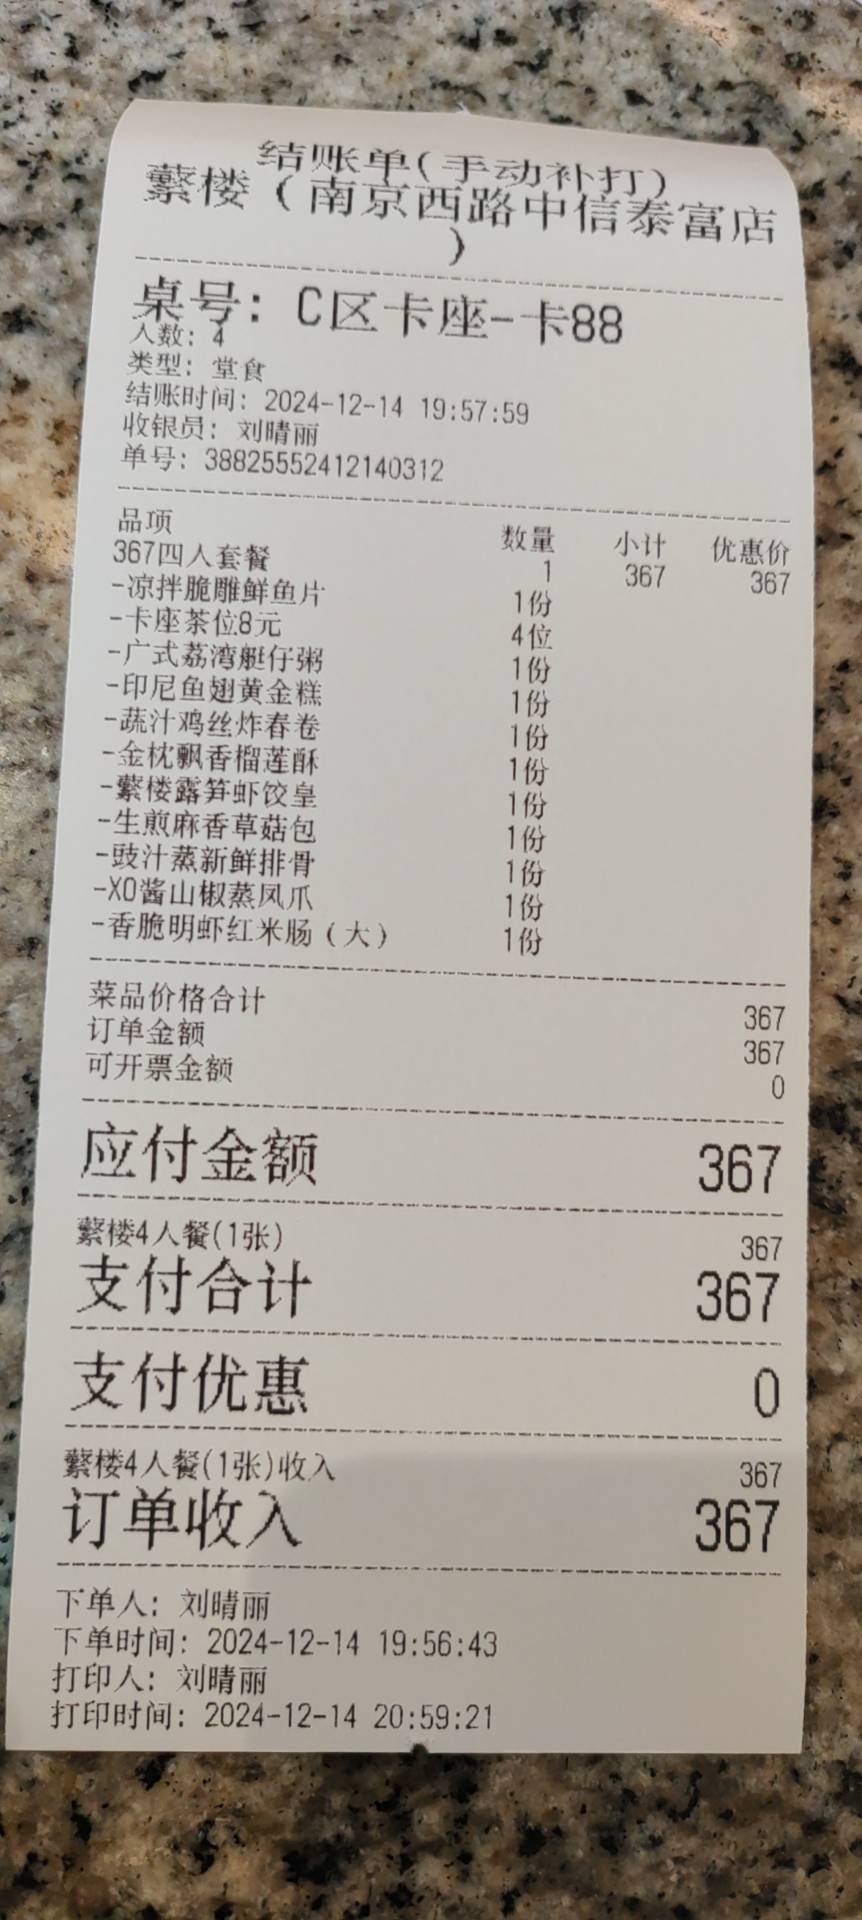 结账单(手动补打)
蘩楼（南京西路中信泰富店
）
桌号: C区卡座-卡88
人数: 4
类型: 堂食
结账时间: 2024-12-14 19:57:59
收银员: 刘晴丽
单号: 38825552412140312
品项 数量 小计 优惠价
367四人套餐 1 367 367
-凉拌脆雕鲜鱼片 1份
-卡座茶位8元 4位
-广式荔湾艇仔粥 1份
-印尼鱼翅黄金糕 1份
-蔬汁鸡丝炸春卷 1份
-金枕飘香榴莲酥 1份
-蘩楼露笋虾饺皇 1份
-生煎麻香草菇包 1份
-豉汁蒸新鲜排骨 1份
-XO酱山椒蒸凤爪 1份
-香脆明虾红米肠（大） 1份
菜品价格合计 367
订单金额 367
可开票金额 0
应付金额 367
蘩楼4人餐(1张) 367
支付合计 367
支付优惠 0
蘩楼4人餐(1张)收入 367
订单收入 367
下单人: 刘晴丽
下单时间: 2024-12-14 19:56:43
打印人: 刘晴丽
打印时间: 2024-12-14 20:59:21